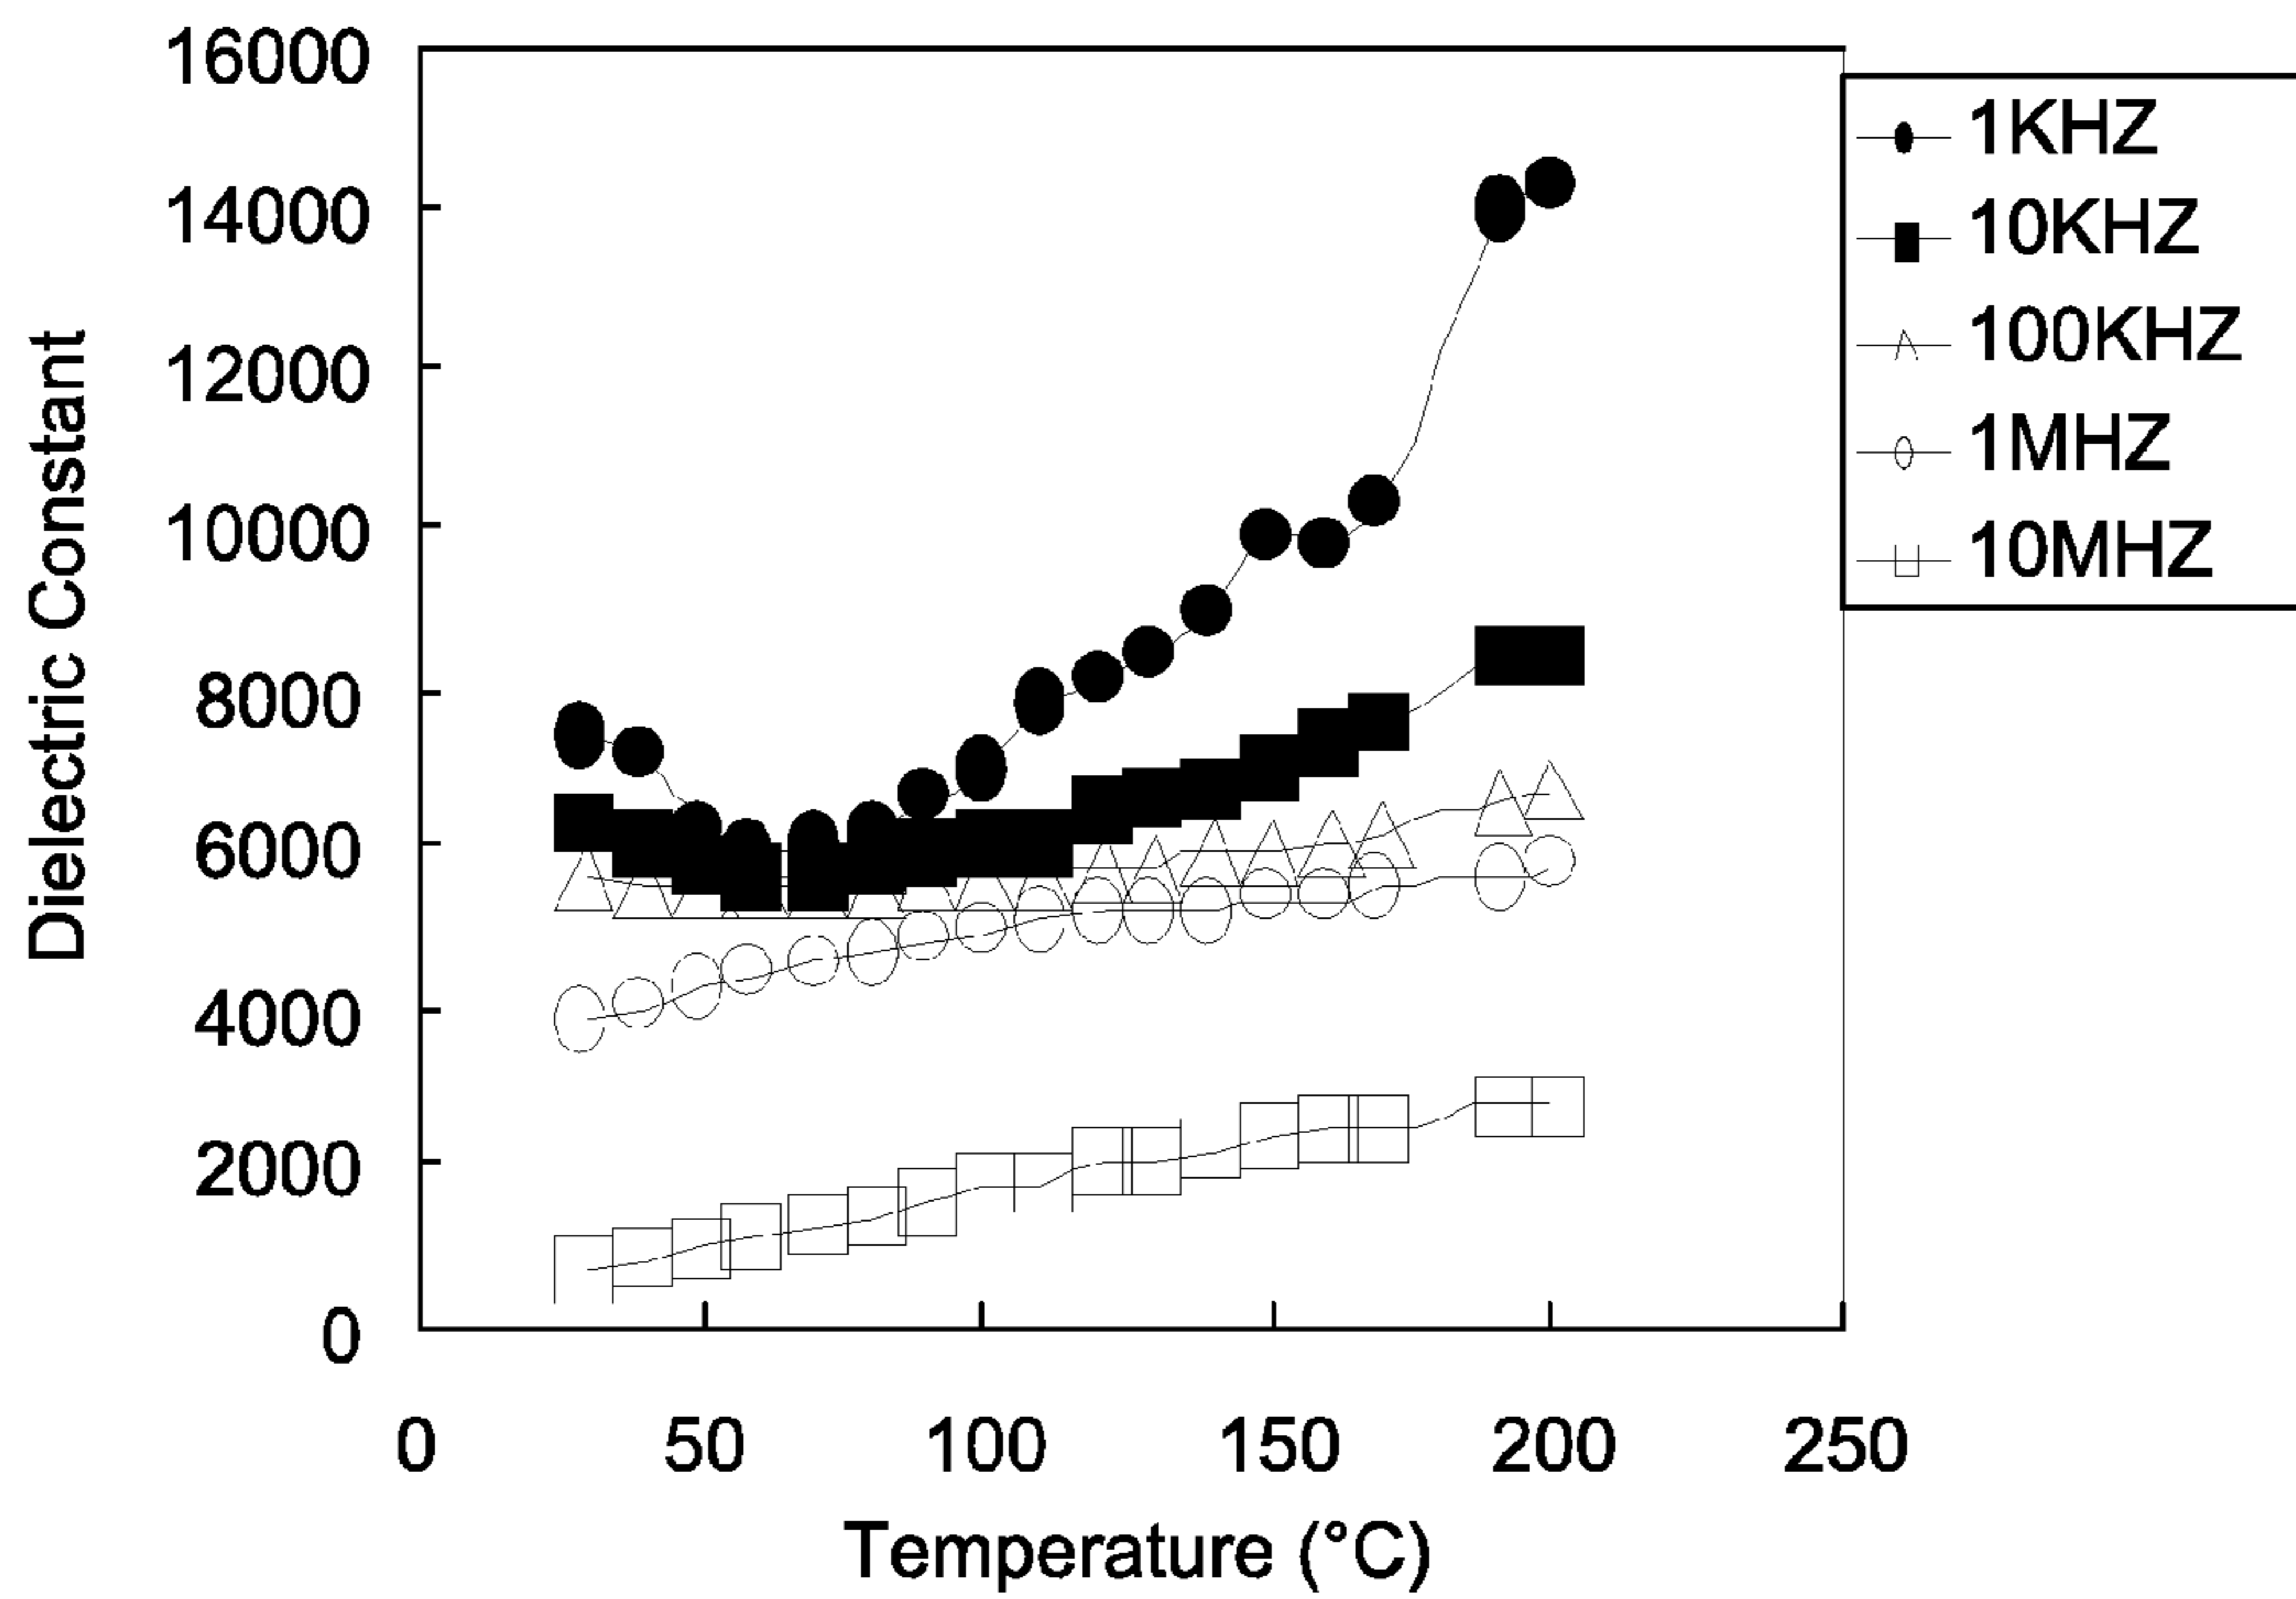 16000
14000
12000
10000
8000
6000
4000
2000
0
Dielectric Constant
0 50 100 150 200 250
Temperature (°C)
1KHZ
10KHZ
100KHZ
1MHZ
10MHZ